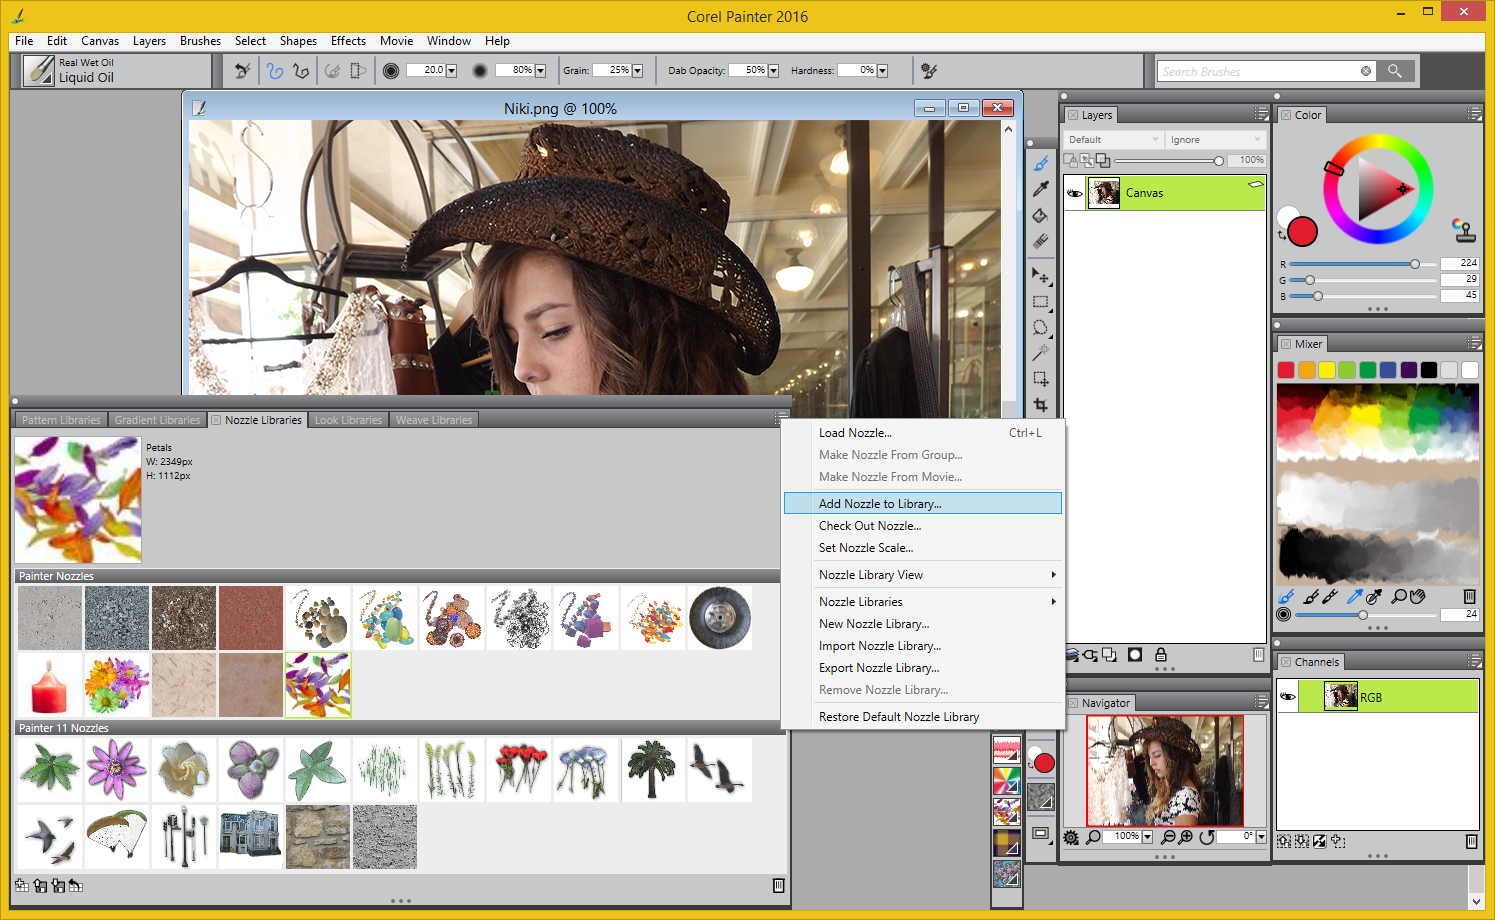 Corel Painter 2016
File Edit Canvas Layers Brushes Select Shapes Effects Movie Window Help
Real Wet Oil
Liquid Oil
20.0
80%
Grain: 25%
Dab Opacity: 50%
Hardness: 0%
Search Brushes
Niki.png @ 100%
Layers
Default
Ignore
100%
Canvas
Color
R 224
G 29
B 45
Mixer
24
Channels
RGB
Navigator
100%
0°
Pattern Libraries Gradient Libraries Nozzle Libraries Look Libraries Weave Libraries
Petals
W: 2349px
H: 1112px
Painter Nozzles
Painter 11 Nozzles
Load Nozzle... Ctrl+L
Make Nozzle From Group...
Make Nozzle From Movie...
Add Nozzle to Library...
Check Out Nozzle...
Set Nozzle Scale...
Nozzle Library View
Nozzle Libraries
New Nozzle Library...
Import Nozzle Library...
Export Nozzle Library...
Remove Nozzle Library...
Restore Default Nozzle Library